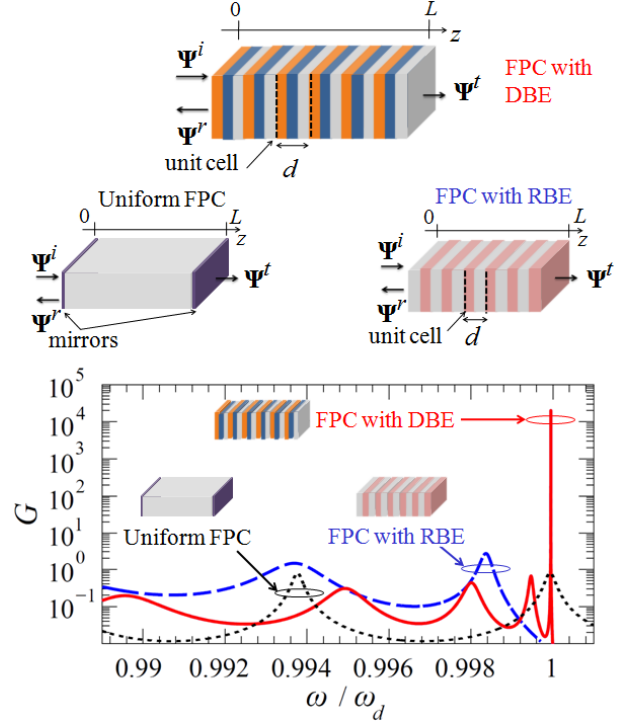 0 L
z
Ψ^i
FPC with
DBE
Ψ^t
Ψ^r
unit cell
d
Uniform FPC
0 L
z
Ψ^i
Ψ^t
Ψ^r
mirrors
FPC with RBE
0 L
z
Ψ^i
Ψ^t
Ψ^r
unit cell
d
10^5
10^4
10^3
10^2
10^1
10^0
10^-1
G
FPC with DBE
Uniform FPC
FPC with RBE
0.99 0.992 0.994 0.996 0.998 1
ω / ω_d